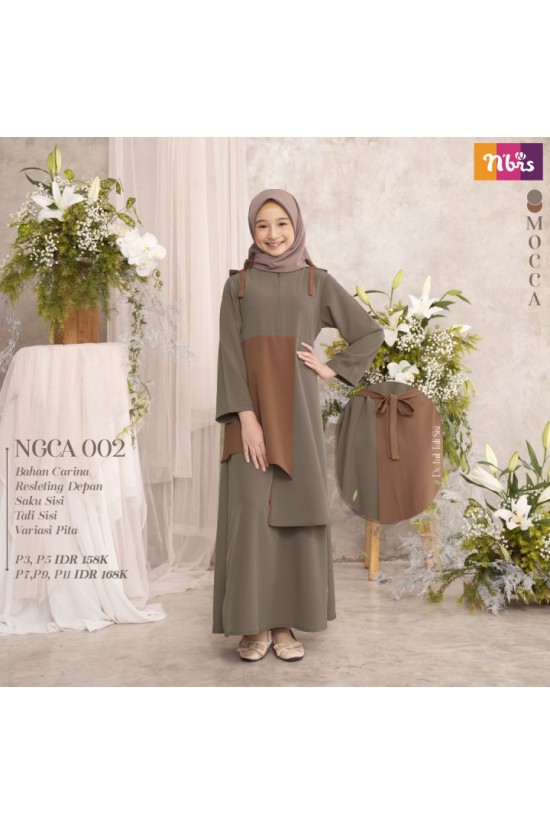 N'brs
MOCCA
NGCA 002
Bahan Carina
Resleting Depan
Saku Sisi
Tali Sisi
Variasi Pita
P3, P5 IDR 158K
P7,P9, P11 IDR 168K